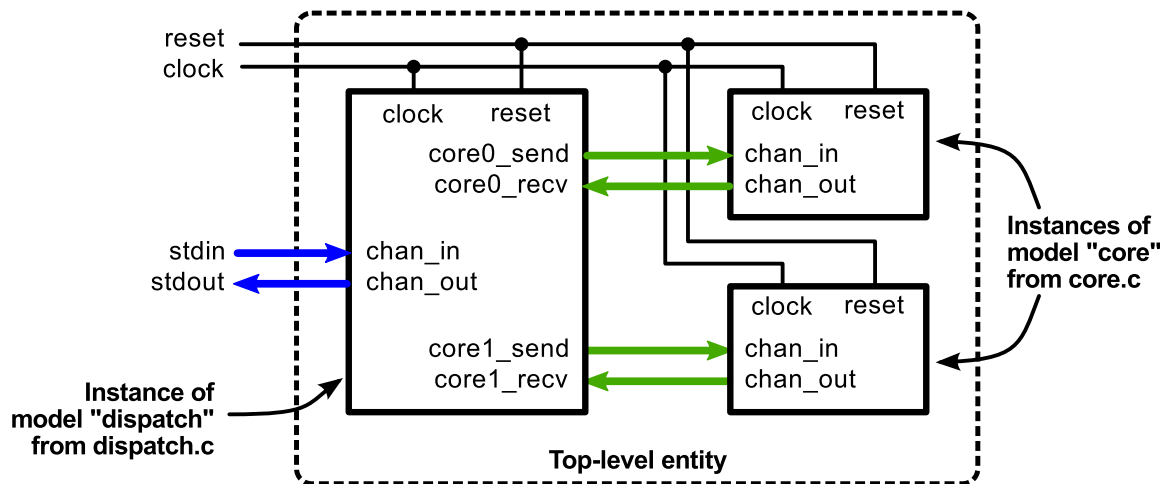 reset
clock
clock reset
core0_send
core0_recv
stdin
stdout
chan_in
chan_out
core1_send
core1_recv
clock reset
chan_in
chan_out
clock reset
chan_in
chan_out
Instances of
model "core"
from core.c
Instance of
model "dispatch"
from dispatch.c
Top-level entity